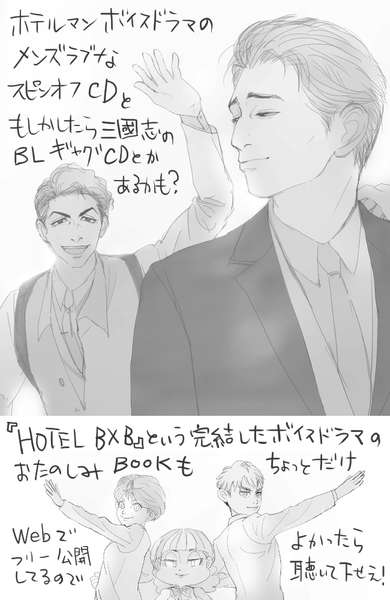 ホテルマン ボイスドラマの
メンズラブな
スピンオフCDと
もしかしたら三國志の
BLギャグCDとか
あるかも？
『HOTEL B×B』という完結したボイスドラマの
おたのしみ BOOKも ちょっとだけ
Webで
フリー公開
してるので
よかったら
聴いて下せえ！